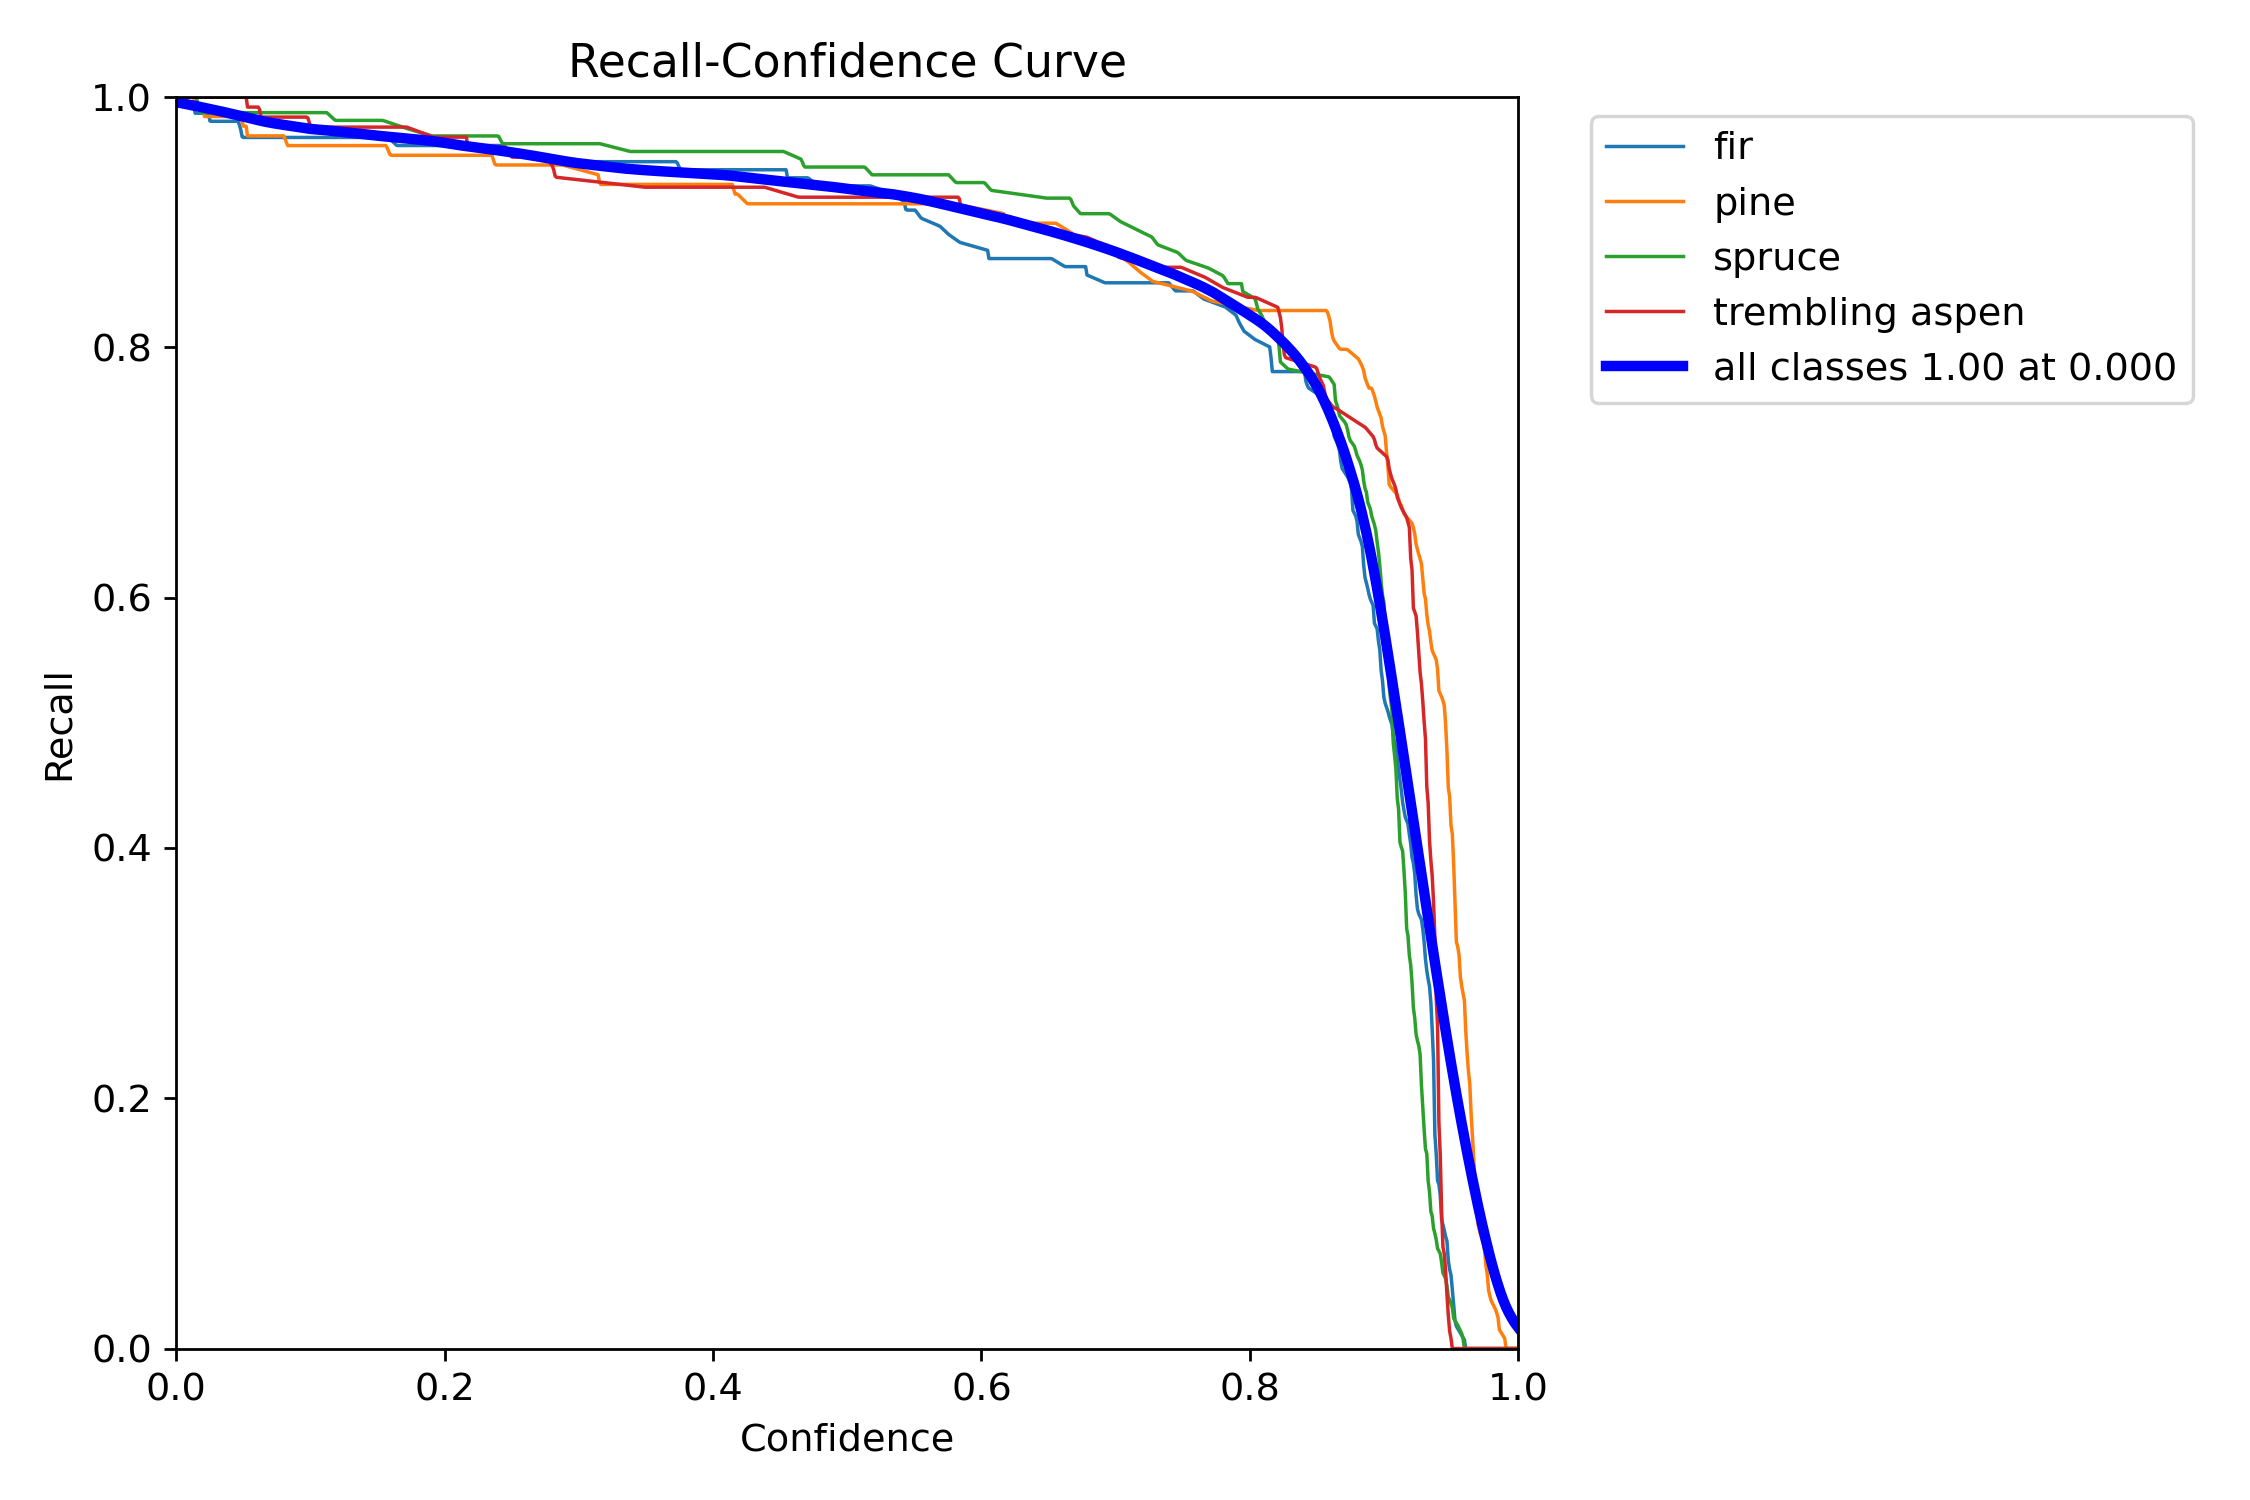 Recall-Confidence Curve
1.0
0.8
0.6
0.4
0.2
0.0
Recall
0.0 0.2 0.4 0.6 0.8 1.0
Confidence
fir
pine
spruce
trembling aspen
all classes 1.00 at 0.000